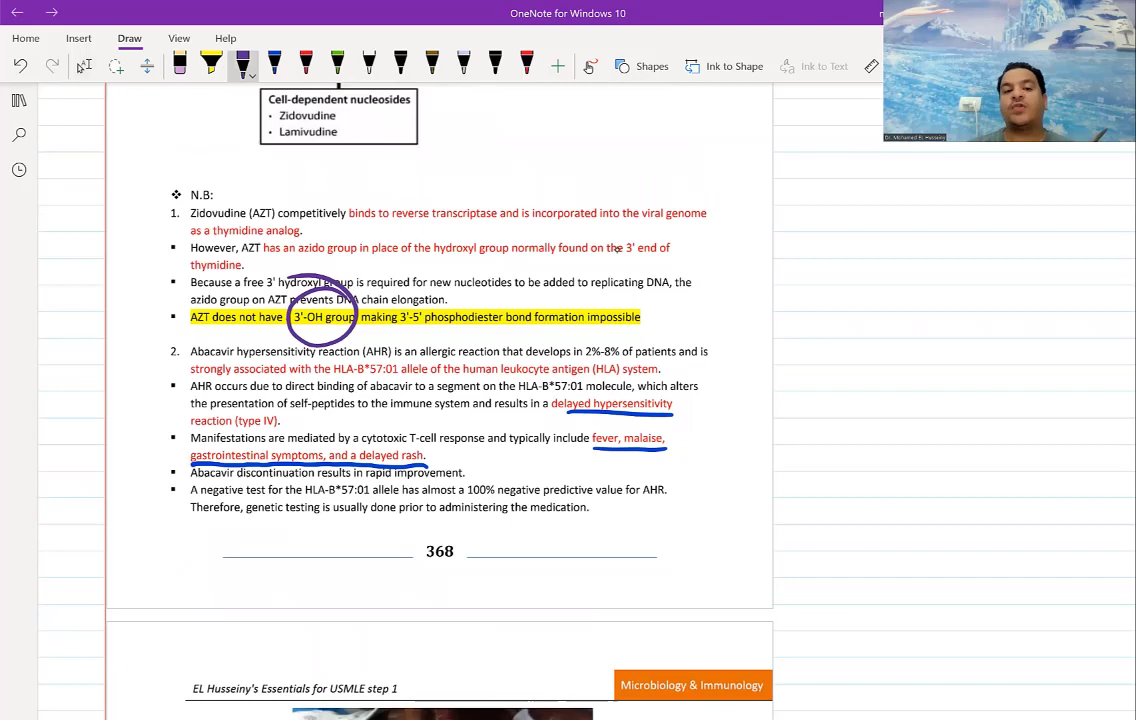 OneNote for Windows 10
Home Insert Draw View Help
Shapes Ink to Shape Ink to Text
Dr. Mohamed EL Husseiny
Cell-dependent nucleosides
• Zidovudine
• Lamivudine
❖ N.B:
1. Zidovudine (AZT) competitively binds to reverse transcriptase and is incorporated into the viral genome
as a thymidine analog.
▪ However, AZT has an azido group in place of the hydroxyl group normally found on the 3' end of
thymidine.
▪ Because a free 3' hydroxyl group is required for new nucleotides to be added to replicating DNA, the
azido group on AZT prevents DNA chain elongation.
▪ AZT does not have 3'-OH group making 3'-5' phosphodiester bond formation impossible
2. Abacavir hypersensitivity reaction (AHR) is an allergic reaction that develops in 2%-8% of patients and is
strongly associated with the HLA-B*57:01 allele of the human leukocyte antigen (HLA) system.
▪ AHR occurs due to direct binding of abacavir to a segment on the HLA-B*57:01 molecule, which alters
the presentation of self-peptides to the immune system and results in a delayed hypersensitivity
reaction (type IV).
▪ Manifestations are mediated by a cytotoxic T-cell response and typically include fever, malaise,
gastrointestinal symptoms, and a delayed rash.
▪ Abacavir discontinuation results in rapid improvement.
▪ A negative test for the HLA-B*57:01 allele has almost a 100% negative predictive value for AHR.
Therefore, genetic testing is usually done prior to administering the medication.
368
EL Husseiny's Essentials for USMLE step 1
Microbiology & Immunology